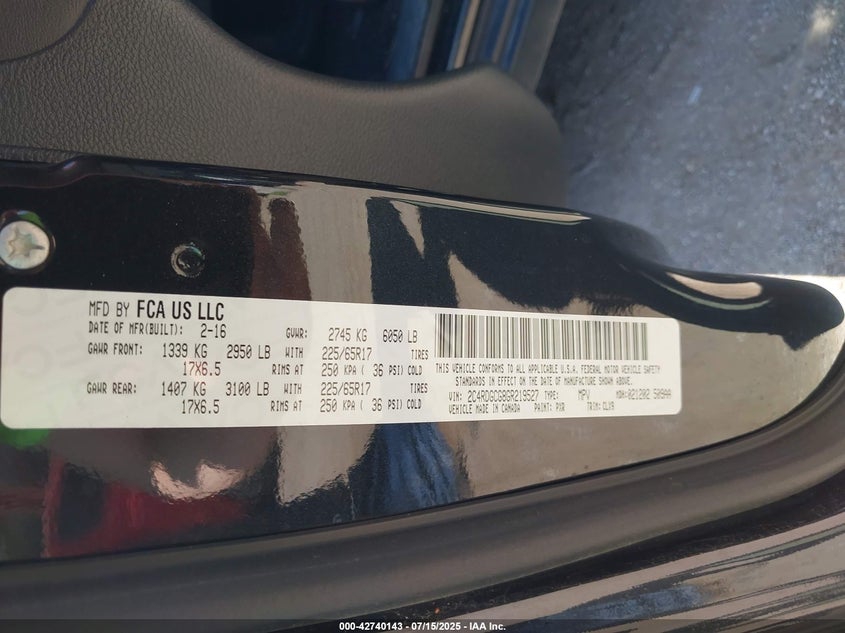 MFD BY FCA US LLC
DATE OF MFR(BUILT): 2-16 GVWR: 2745 KG 6050 LB
GAWR FRONT: 1339 KG 2950 LB WITH 225/65R17 TIRES
17X6.5 RIMS AT 250 KPA ( 36 PSI) COLD
GAWR REAR: 1407 KG 3100 LB WITH 225/65R17 TIRES
17X6.5 RIMS AT 250 KPA ( 36 PSI) COLD
THIS VEHICLE CONFORMS TO ALL APPLICABLE U.S.A. FEDERAL MOTOR VEHICLE SAFETY
STANDARDS IN EFFECT ON THE DATE OF MANUFACTURE SHOWN ABOVE.
VIN: 2C4RDGCGBGR219527 TYPE: MPV MDH: 021202 509AA
VEHICLE MADE IN CANADA PAINT: PXR TRIM:
000-42740143 - 07/15/2025 - IAA Inc.